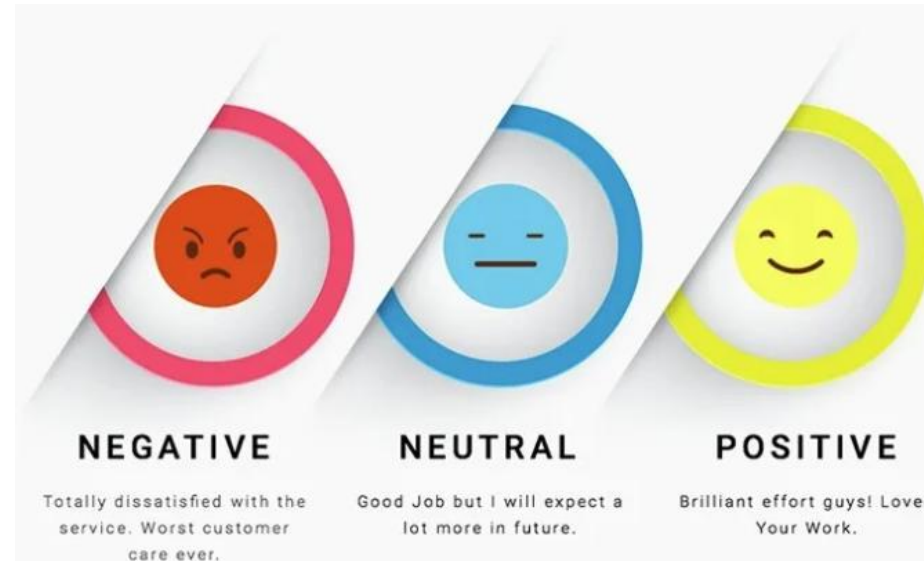 NEGATIVE
Totally dissatisfied with the
service. Worst customer
care ever.
NEUTRAL
Good Job but I will expect a
lot more in future.
POSITIVE
Brilliant effort guys! Love
Your Work.